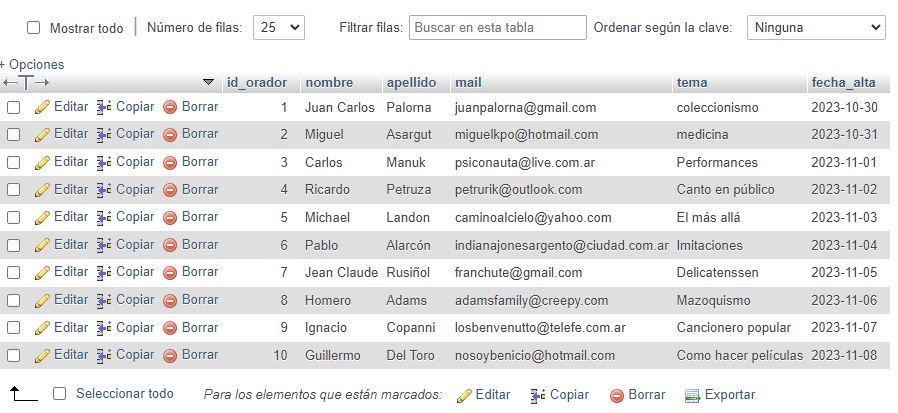 Mostrar todo | Número de filas: 25 Filtrar filas: Buscar en esta tabla Ordenar según la clave: Ninguna
+ Opciones
←T→ id_orador nombre apellido mail tema fecha_alta
Editar Copiar Borrar 1 Juan Carlos Palorna juanpalorna@gmail.com coleccionismo 2023-10-30
Editar Copiar Borrar 2 Miguel Asargut miguelkpo@hotmail.com medicina 2023-10-31
Editar Copiar Borrar 3 Carlos Manuk psiconauta@live.com.ar Performances 2023-11-01
Editar Copiar Borrar 4 Ricardo Petruza petrurik@outlook.com Canto en público 2023-11-02
Editar Copiar Borrar 5 Michael Landon caminoalcielo@yahoo.com El más allá 2023-11-03
Editar Copiar Borrar 6 Pablo Alarcón indianajonesargento@ciudad.com.ar Imitaciones 2023-11-04
Editar Copiar Borrar 7 Jean Claude Rusiñol franchute@gmail.com Delicatenssen 2023-11-05
Editar Copiar Borrar 8 Homero Adams adamsfamily@creepy.com Mazoquismo 2023-11-06
Editar Copiar Borrar 9 Ignacio Copanni losbenvenutto@telefe.com.ar Cancionero popular 2023-11-07
Editar Copiar Borrar 10 Guillermo Del Toro nosoybenicio@hotmail.com Como hacer películas 2023-11-08
Seleccionar todo Para los elementos que están marcados: Editar Copiar Borrar Exportar